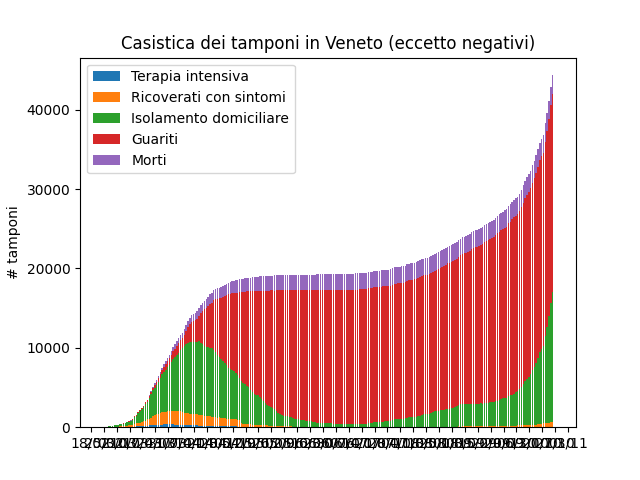 Casistica dei tamponi in Veneto (eccetto negativi)
Terapia intensiva
Ricoverati con sintomi
Isolamento domiciliare
Guariti
Morti
# tamponi
40000
30000
20000
10000
0